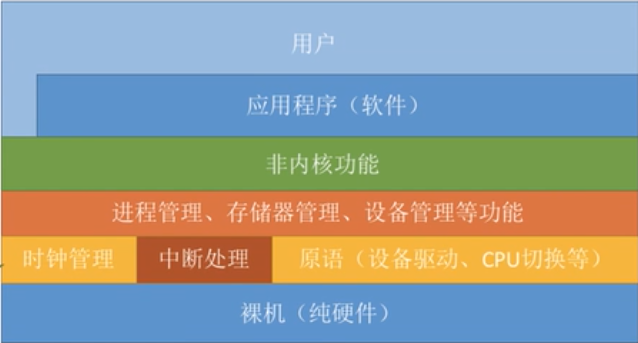 用户
应用程序（软件）
非内核功能
进程管理、存储器管理、设备管理等功能
时钟管理 中断处理 原语（设备驱动、CPU切换等）
裸机（纯硬件）